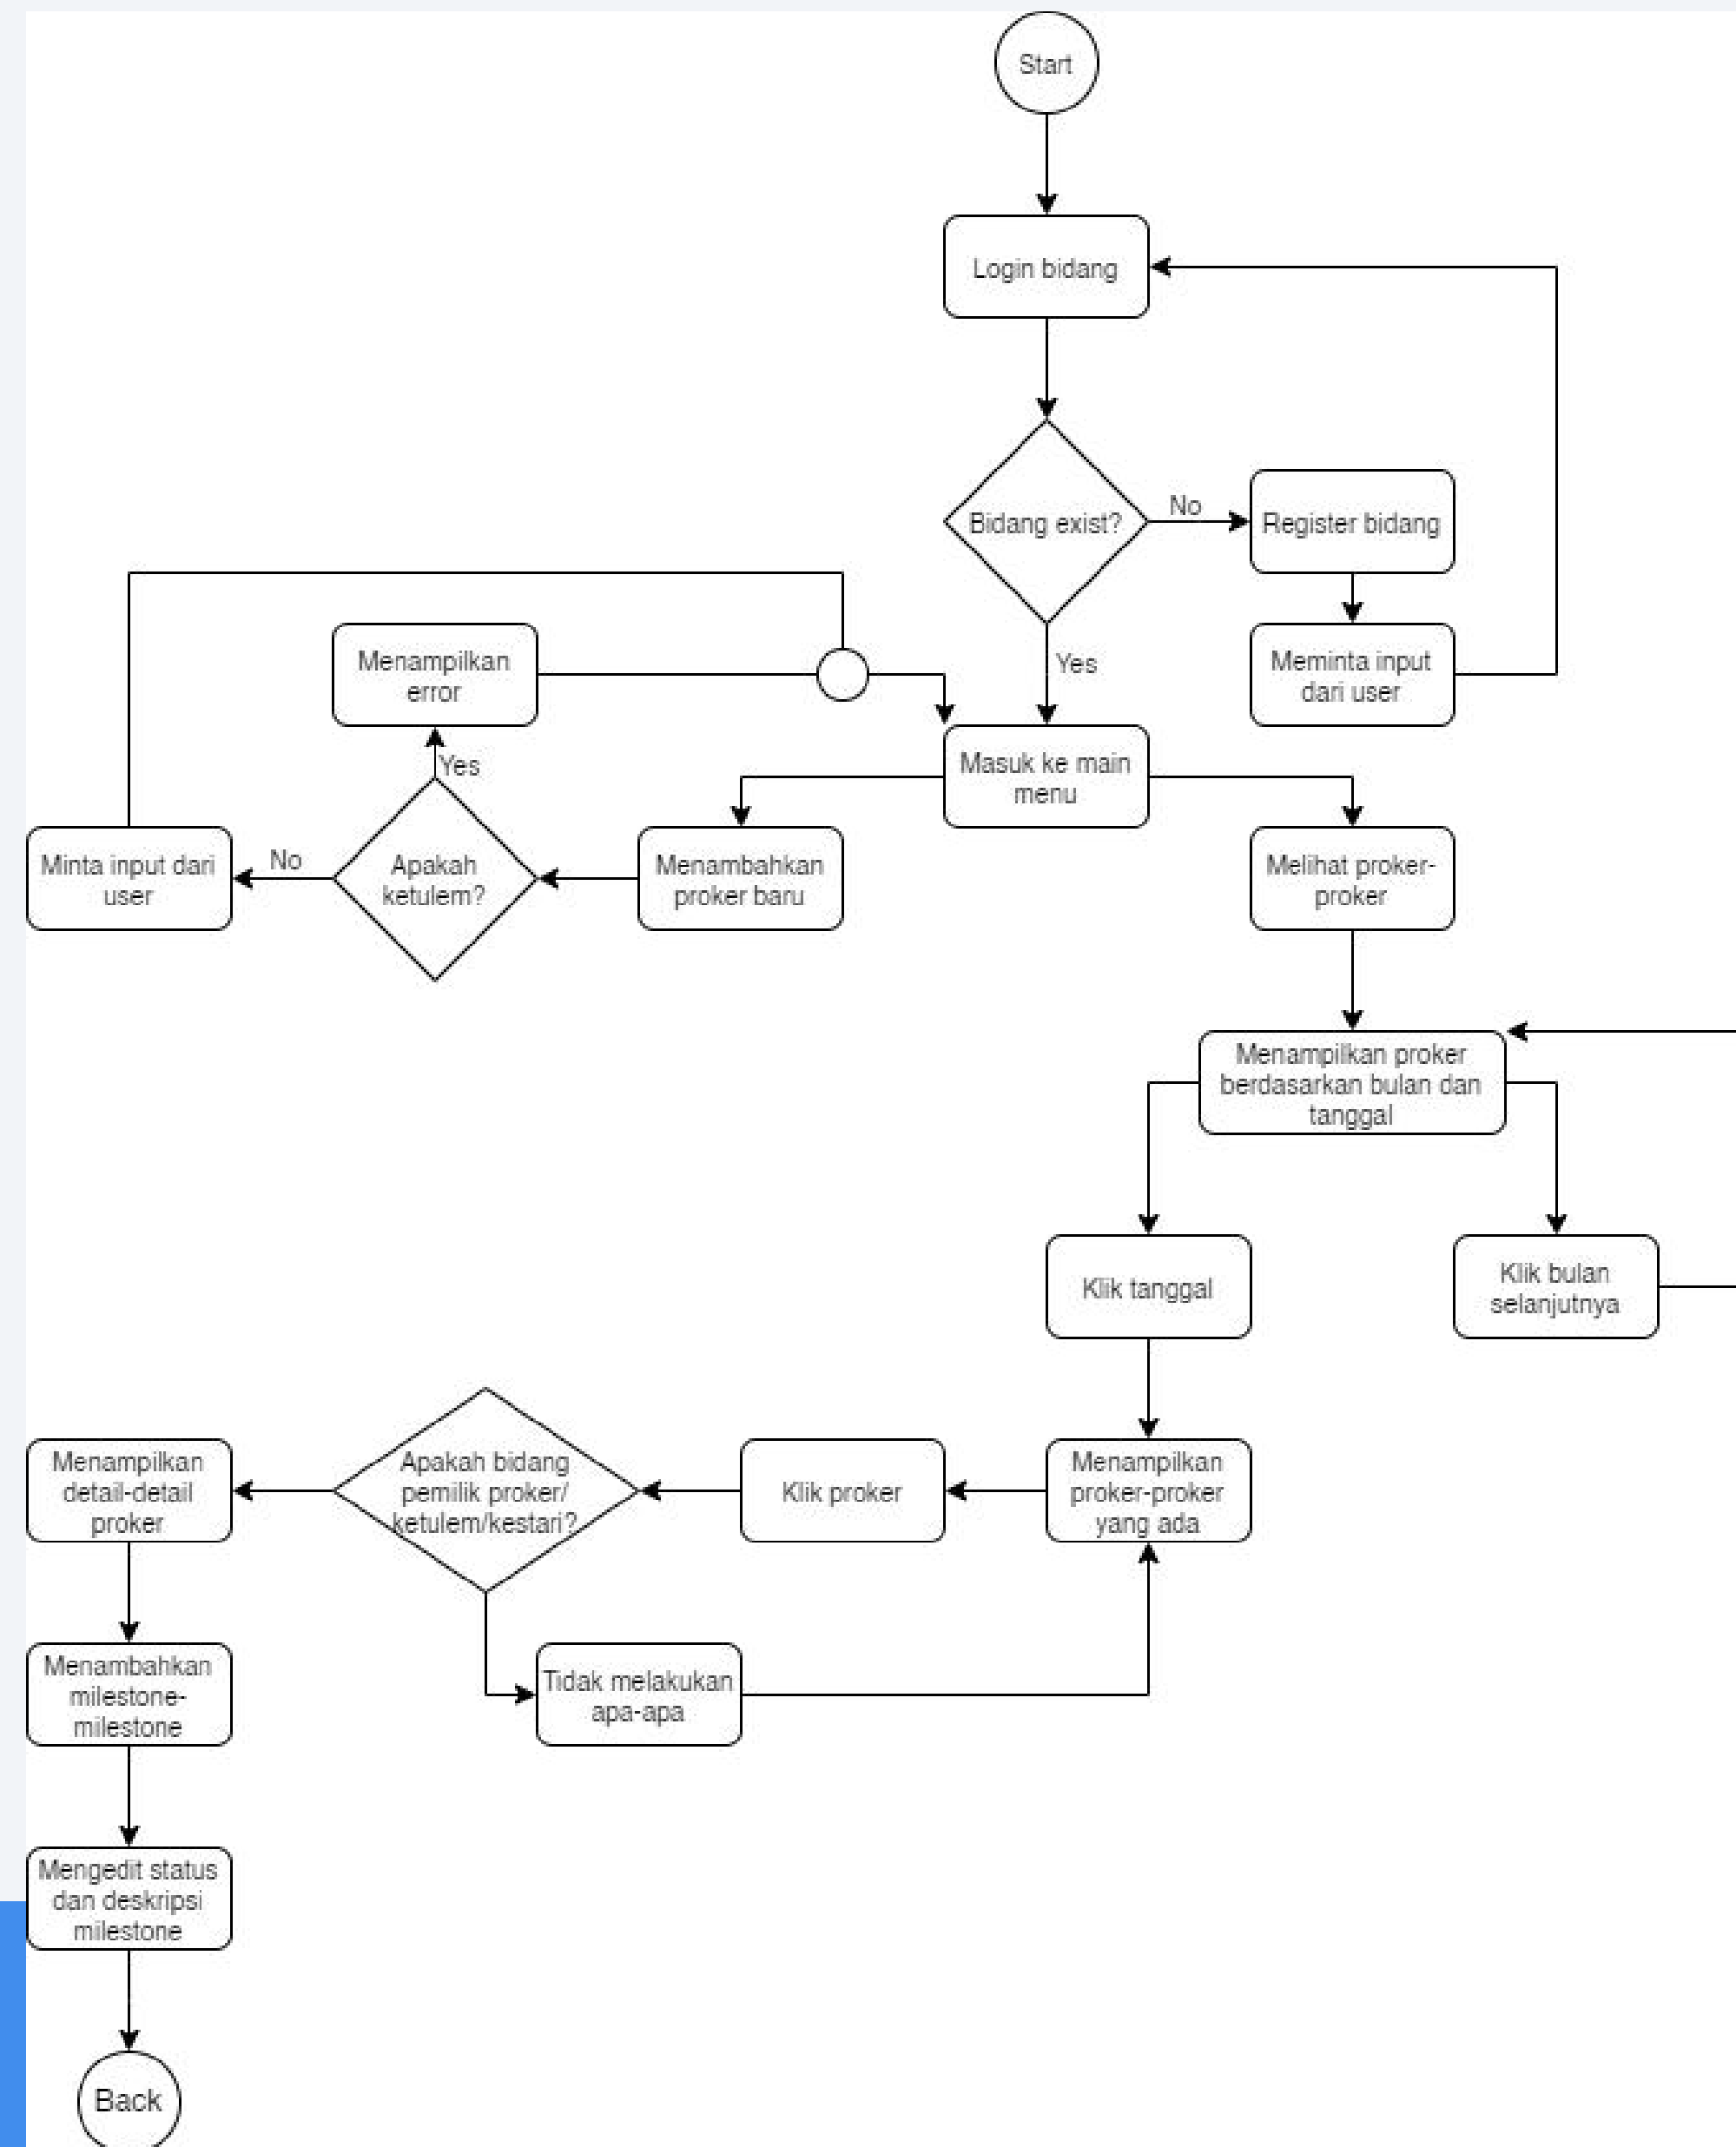 Start
Login bidang
Bidang exist?
No
Register bidang
Yes
Meminta input
dari user
Menampilkan
error
Yes
Masuk ke main
menu
Minta input dari
user
No
Apakah
ketulem?
Menambahkan
proker baru
Melihat proker-
proker
Menampilkan proker
berdasarkan bulan dan
tanggal
Klik tanggal
Klik bulan
selanjutnya
Menampilkan
detail-detail
proker
Apakah bidang
pemilik proker/
ketulem/kestari?
Klik proker
Menampilkan
proker-proker
yang ada
Menambahkan
milestone-
milestone
Tidak melakukan
apa-apa
Mengedit status
dan deskripsi
milestone
Back